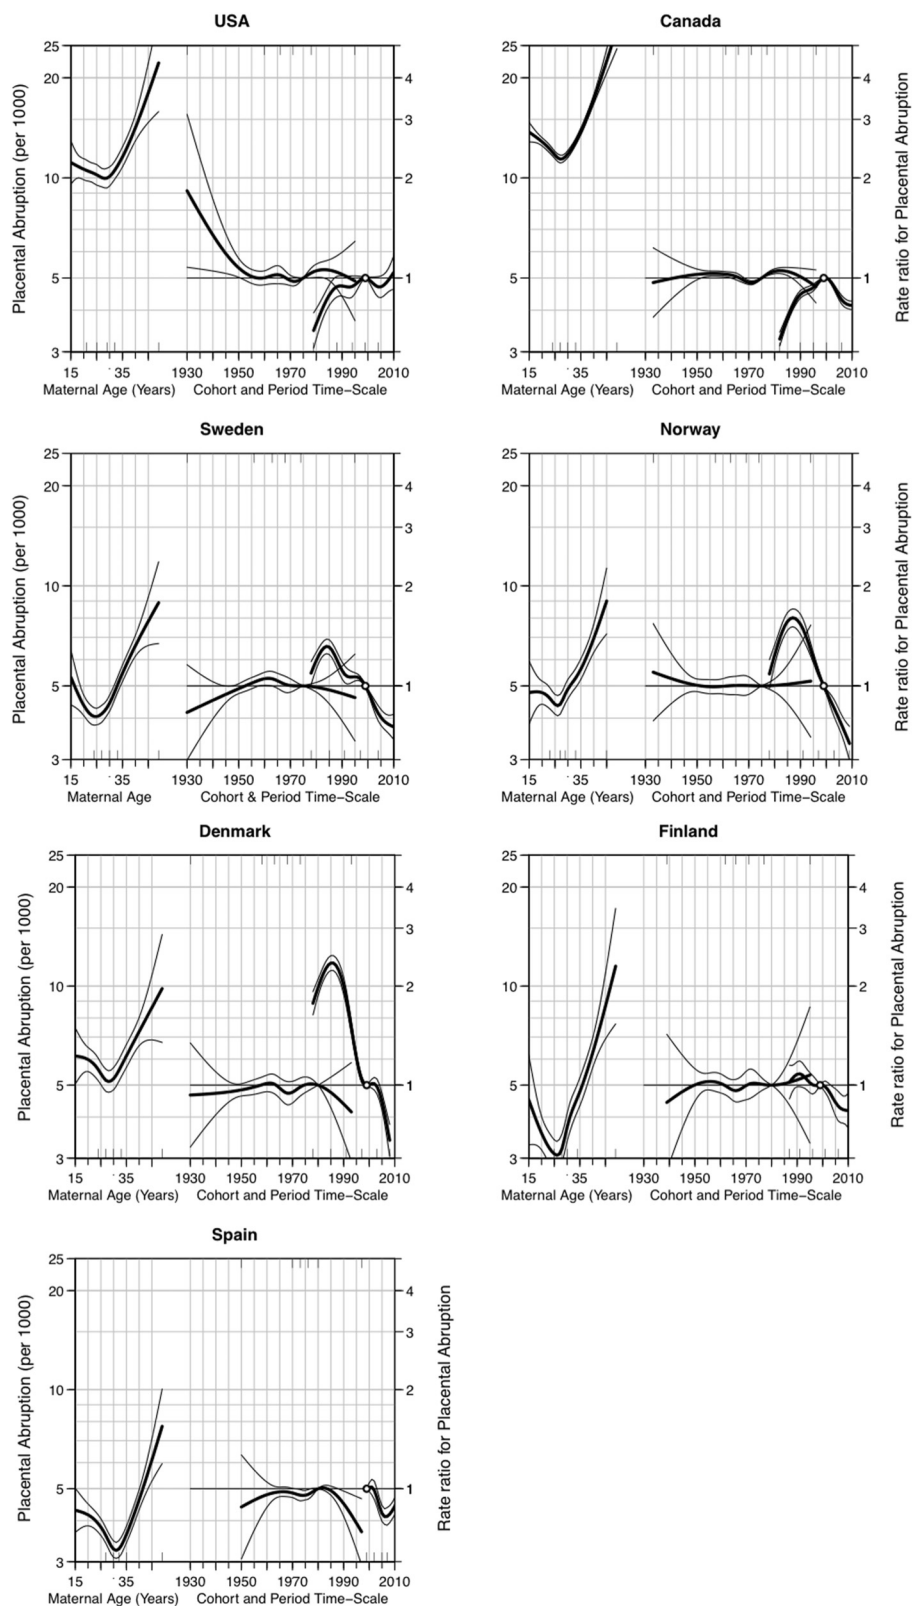 USA
Canada
25
20
10
5
3
4
3
2
1
Placental Abruption (per 1000)
15 35 1930 1950 1970 1990 2010
Maternal Age (Years) Cohort and Period Time−Scale
25
20
10
5
3
4
3
2
1
Rate ratio for Placental Abruption
15 35 1930 1950 1970 1990 2010
Maternal Age (Years) Cohort and Period Time−Scale
Sweden
Norway
25
20
10
5
3
4
3
2
1
Placental Abruption (per 1000)
15 35 1930 1950 1970 1990 2010
Maternal Age Cohort & Period Time−Scale
25
20
10
5
3
4
3
2
1
Rate ratio for Placental Abruption
15 35 1930 1950 1970 1990 2010
Maternal Age (Years) Cohort and Period Time−Scale
Denmark
Finland
25
20
10
5
3
4
3
2
1
Placental Abruption (per 1000)
15 35 1930 1950 1970 1990 2010
Maternal Age (Years) Cohort and Period Time−Scale
25
20
10
5
3
4
3
2
1
Rate ratio for Placental Abruption
15 35 1930 1950 1970 1990 2010
Maternal Age (Years) Cohort and Period Time−Scale
Spain
25
20
10
5
3
4
3
2
1
Placental Abruption (per 1000)
Rate ratio for Placental Abruption
15 35 1930 1950 1970 1990 2010
Maternal Age (Years) Cohort and Period Time−Scale